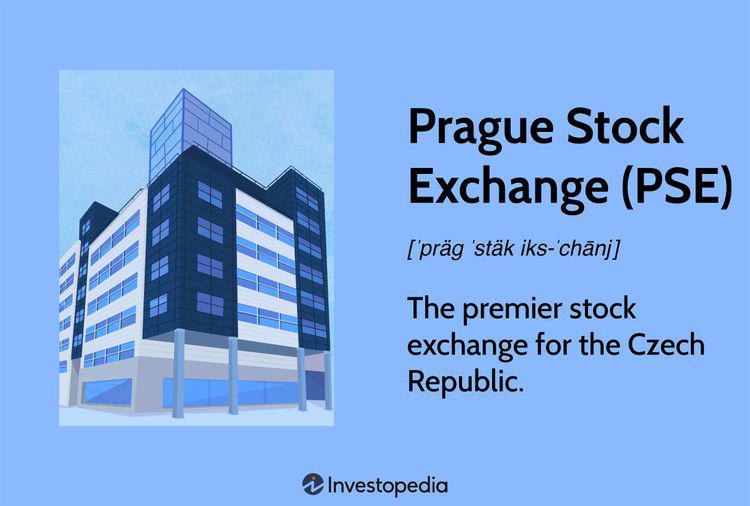 Prague Stock
Exchange (PSE)
[ˈpräg ˈstäk iks-ˈchānj]
The premier stock
exchange for the Czech
Republic.
Investopedia